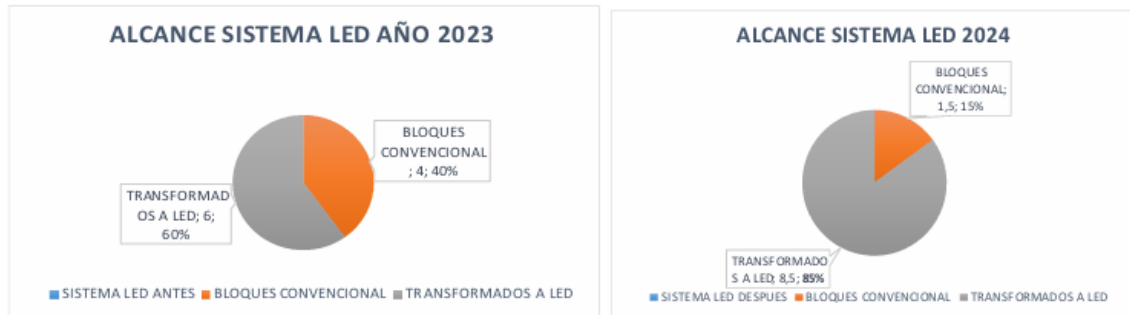 ALCANCE SISTEMA LED AÑO 2023
BLOQUES
CONVENCIONAL
; 4; 40%
TRANSFORMAD
OS A LED; 6;
60%
SISTEMA LED ANTES BLOQUES CONVENCIONAL TRANSFORMADOS A LED
ALCANCE SISTEMA LED 2024
BLOQUES
CONVENCIONAL;
1,5; 15%
TRANSFORMADO
S A LED; 8,5; 85%
SISTEMA LED DESPUES BLOQUES CONVENCIONAL TRANSFORMADOS A LED